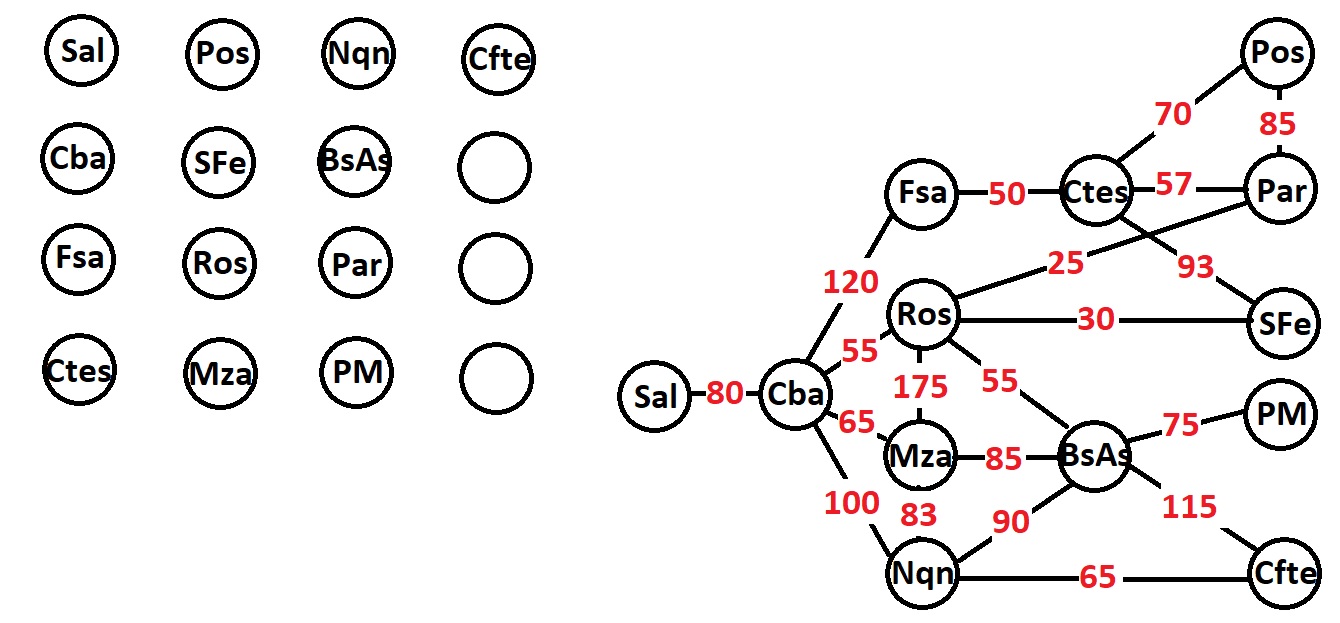 Sal Pos Nqn Cfte
Cba SFe BsAs
Fsa Ros Par
Ctes Mza PM
Pos
70
85
Fsa 50 Ctes 57 Par
25
93
120
Ros 30 SFe
55
175
55
Sal 80 Cba
65
PM
75
Mza 85 BsAs
100
83
90
115
Nqn 65 Cfte